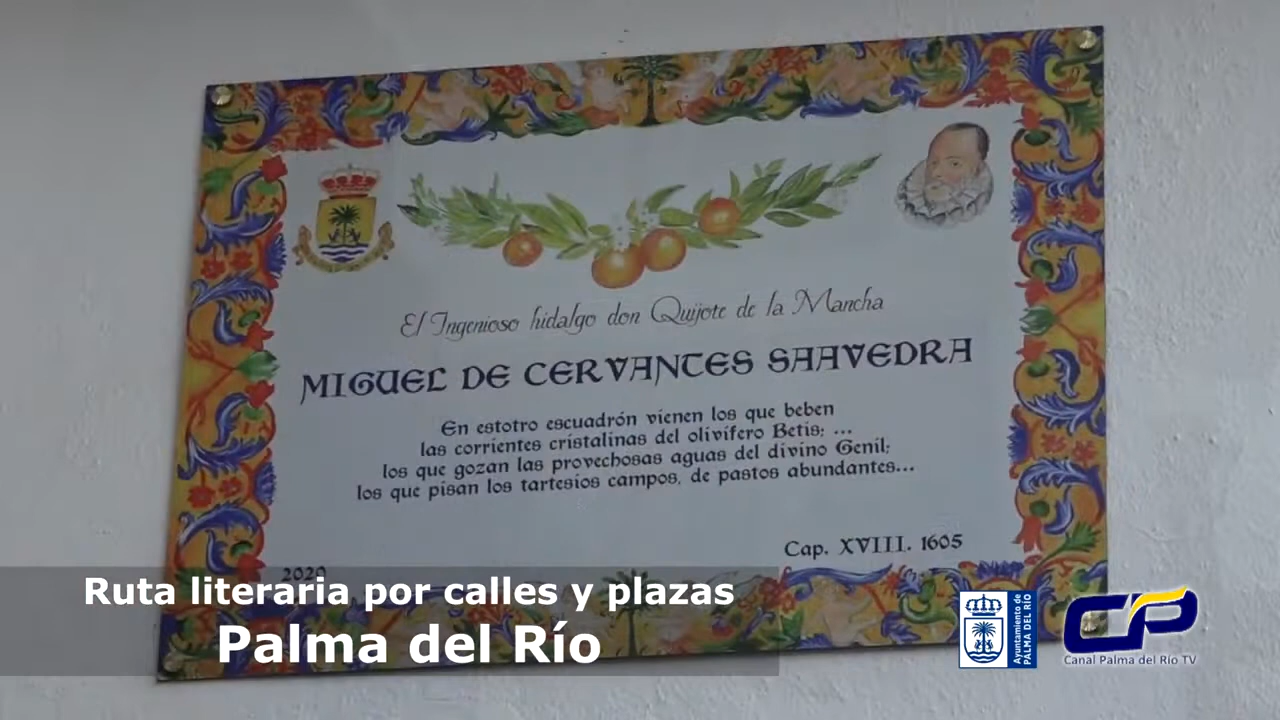 El Ingenioso hidalgo don Quijote de la Mancha
MIGUEL DE CERVANTES SAAVEDRA
En estotro escuadrón vienen los que beben
las corrientes cristalinas del olivífero Betis; ...
los que gozan las provechosas aguas del divino Genil;
los que pisan los tartesios campos, de pastos abundantes...
Cap. XVIII. 1605
2020
Ruta literaria por calles y plazas
Palma del Río
Ayuntamiento de
PALMA DEL RÍO
CP
Canal Palma del Río TV